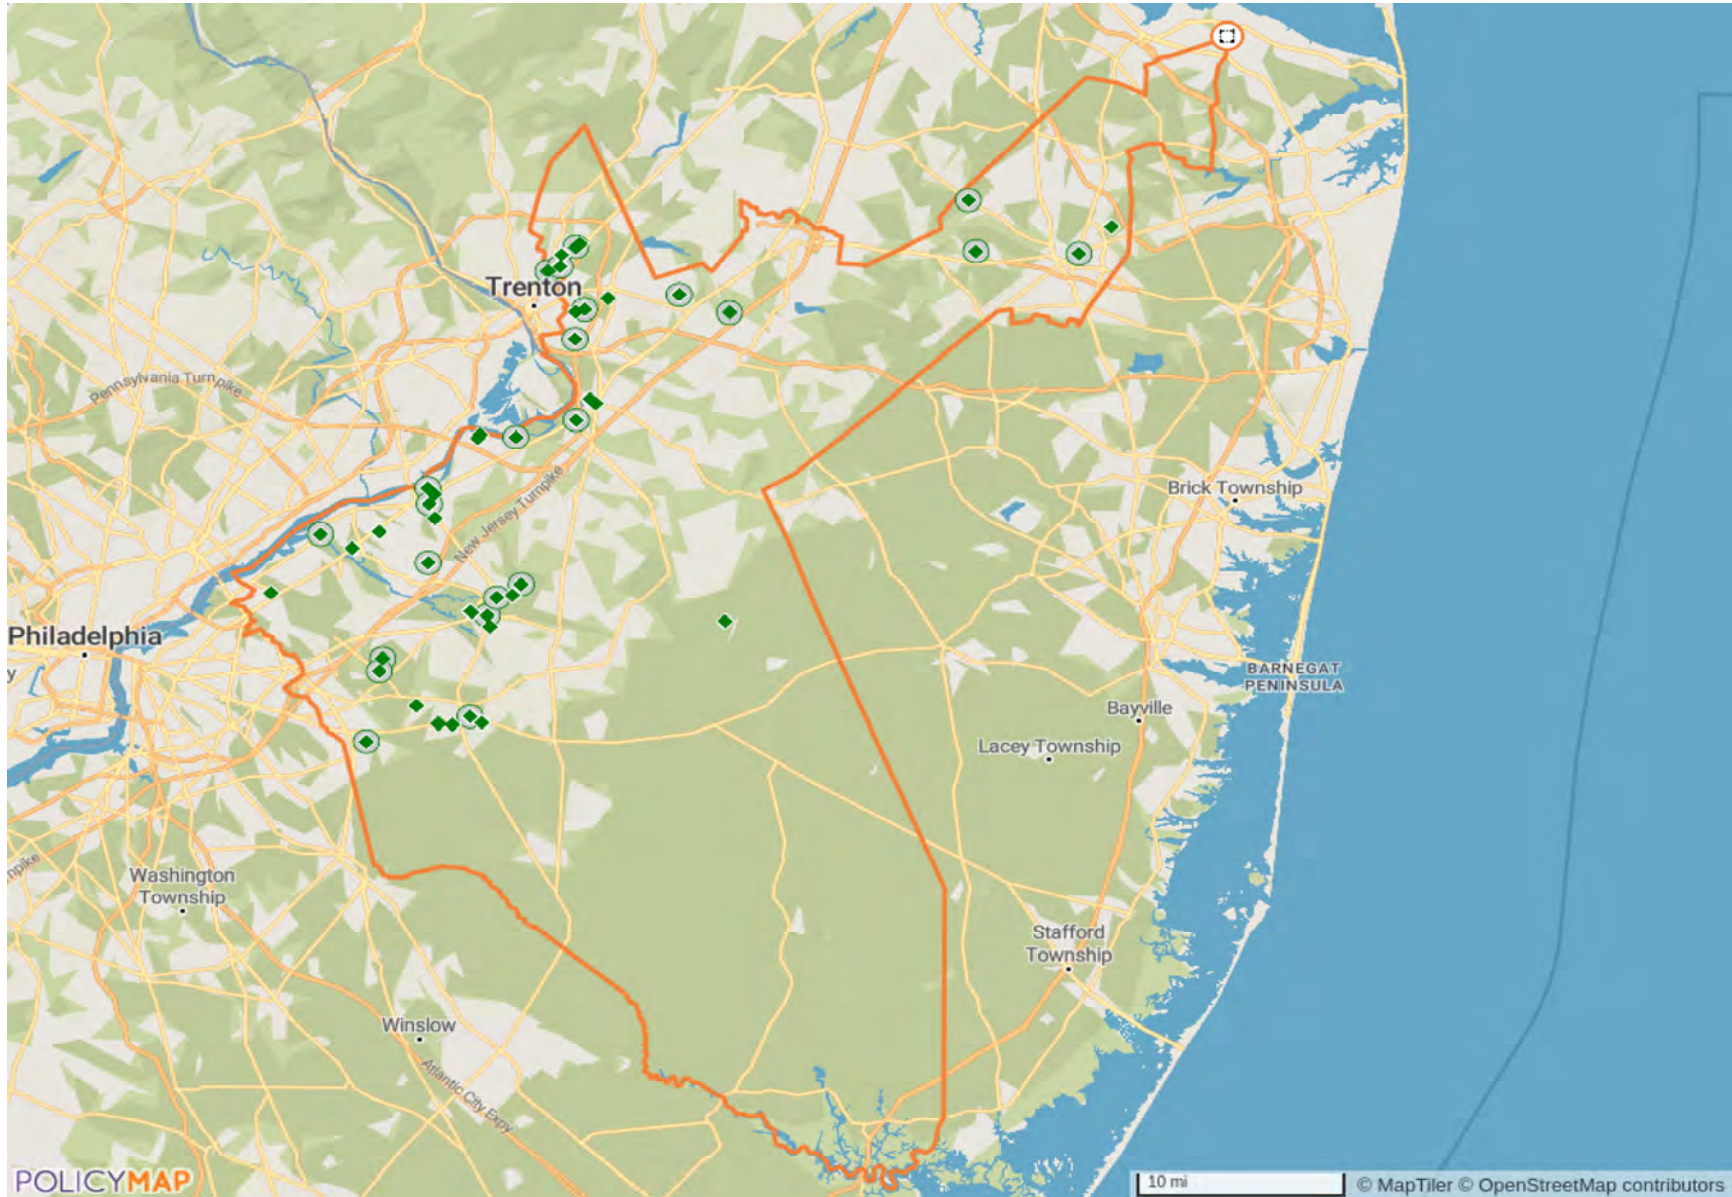 Trenton
Pennsylvania Turnpike
New Jersey Turnpike
Brick Township
Philadelphia
y
BARNEGAT
PENINSULA
Bayville
Lacey Township
npike
Washington
Township
Stafford
Township
Winslow
Atlantic City Expy
POLICYMAP
10 mi
© MapTiler © OpenStreetMap contributors